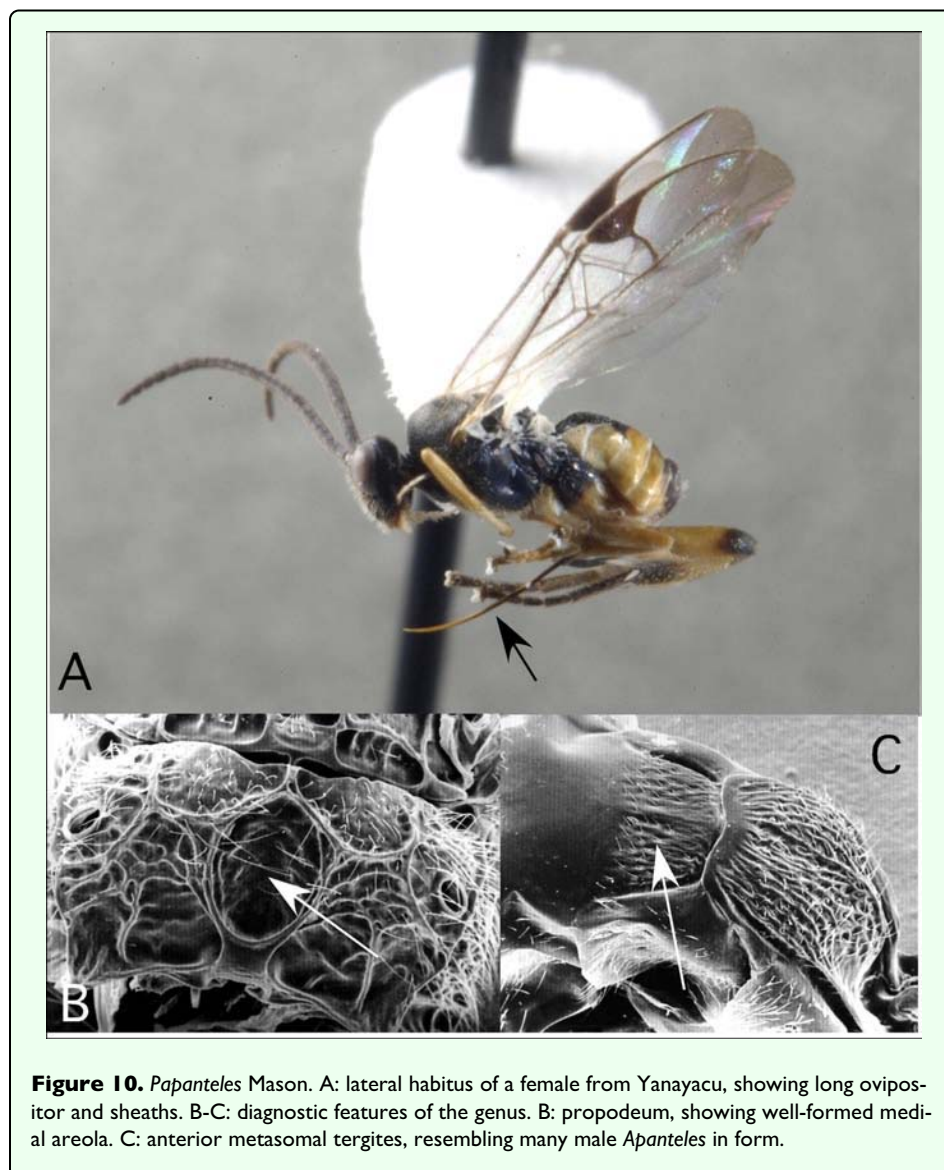 A
B
C
Figure 10. Papanteles Mason. A: lateral habitus of a female from Yanayacu, showing long ovipos-
itor and sheaths. B-C: diagnostic features of the genus. B: propodeum, showing well-formed medi-
al areola. C: anterior metasomal tergites, resembling many male Apanteles in form.